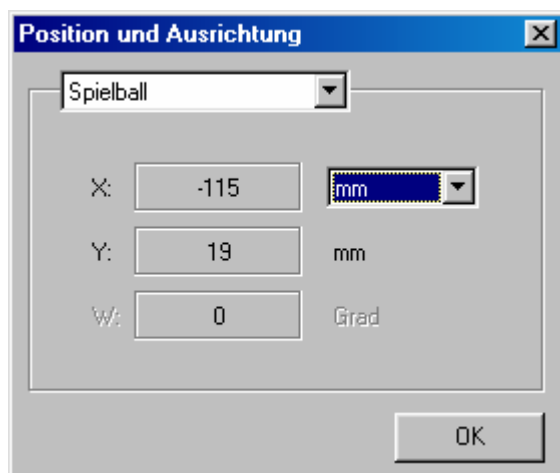 Position und Ausrichtung
Spielball
X: -115 mm
Y: 19 mm
W: 0 Grad
OK